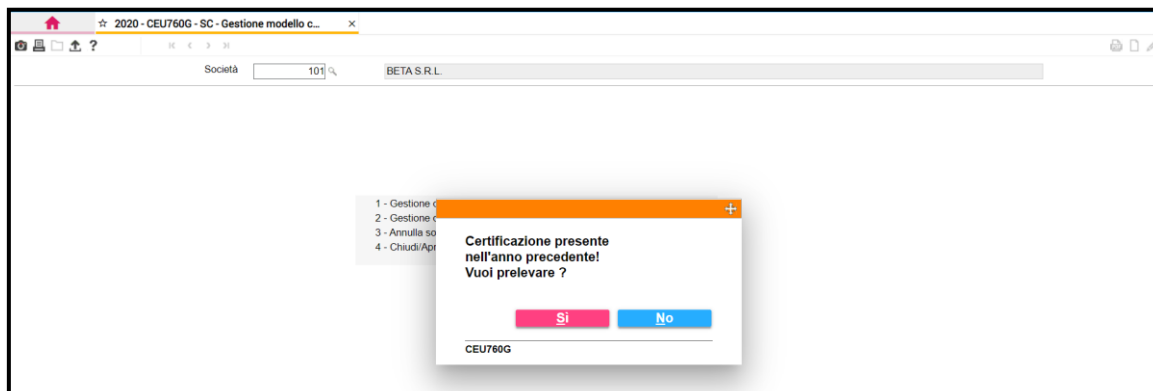 2020 - CEU760G - SC - Gestione modello c...
?
Società 101 BETA S.R.L.
1 - Gestione
2 - Gestione
3 - Annulla so
4 - Chiudi/Apr
Certificazione presente
nell'anno precedente!
Vuoi prelevare ?
Si No
CEU760G